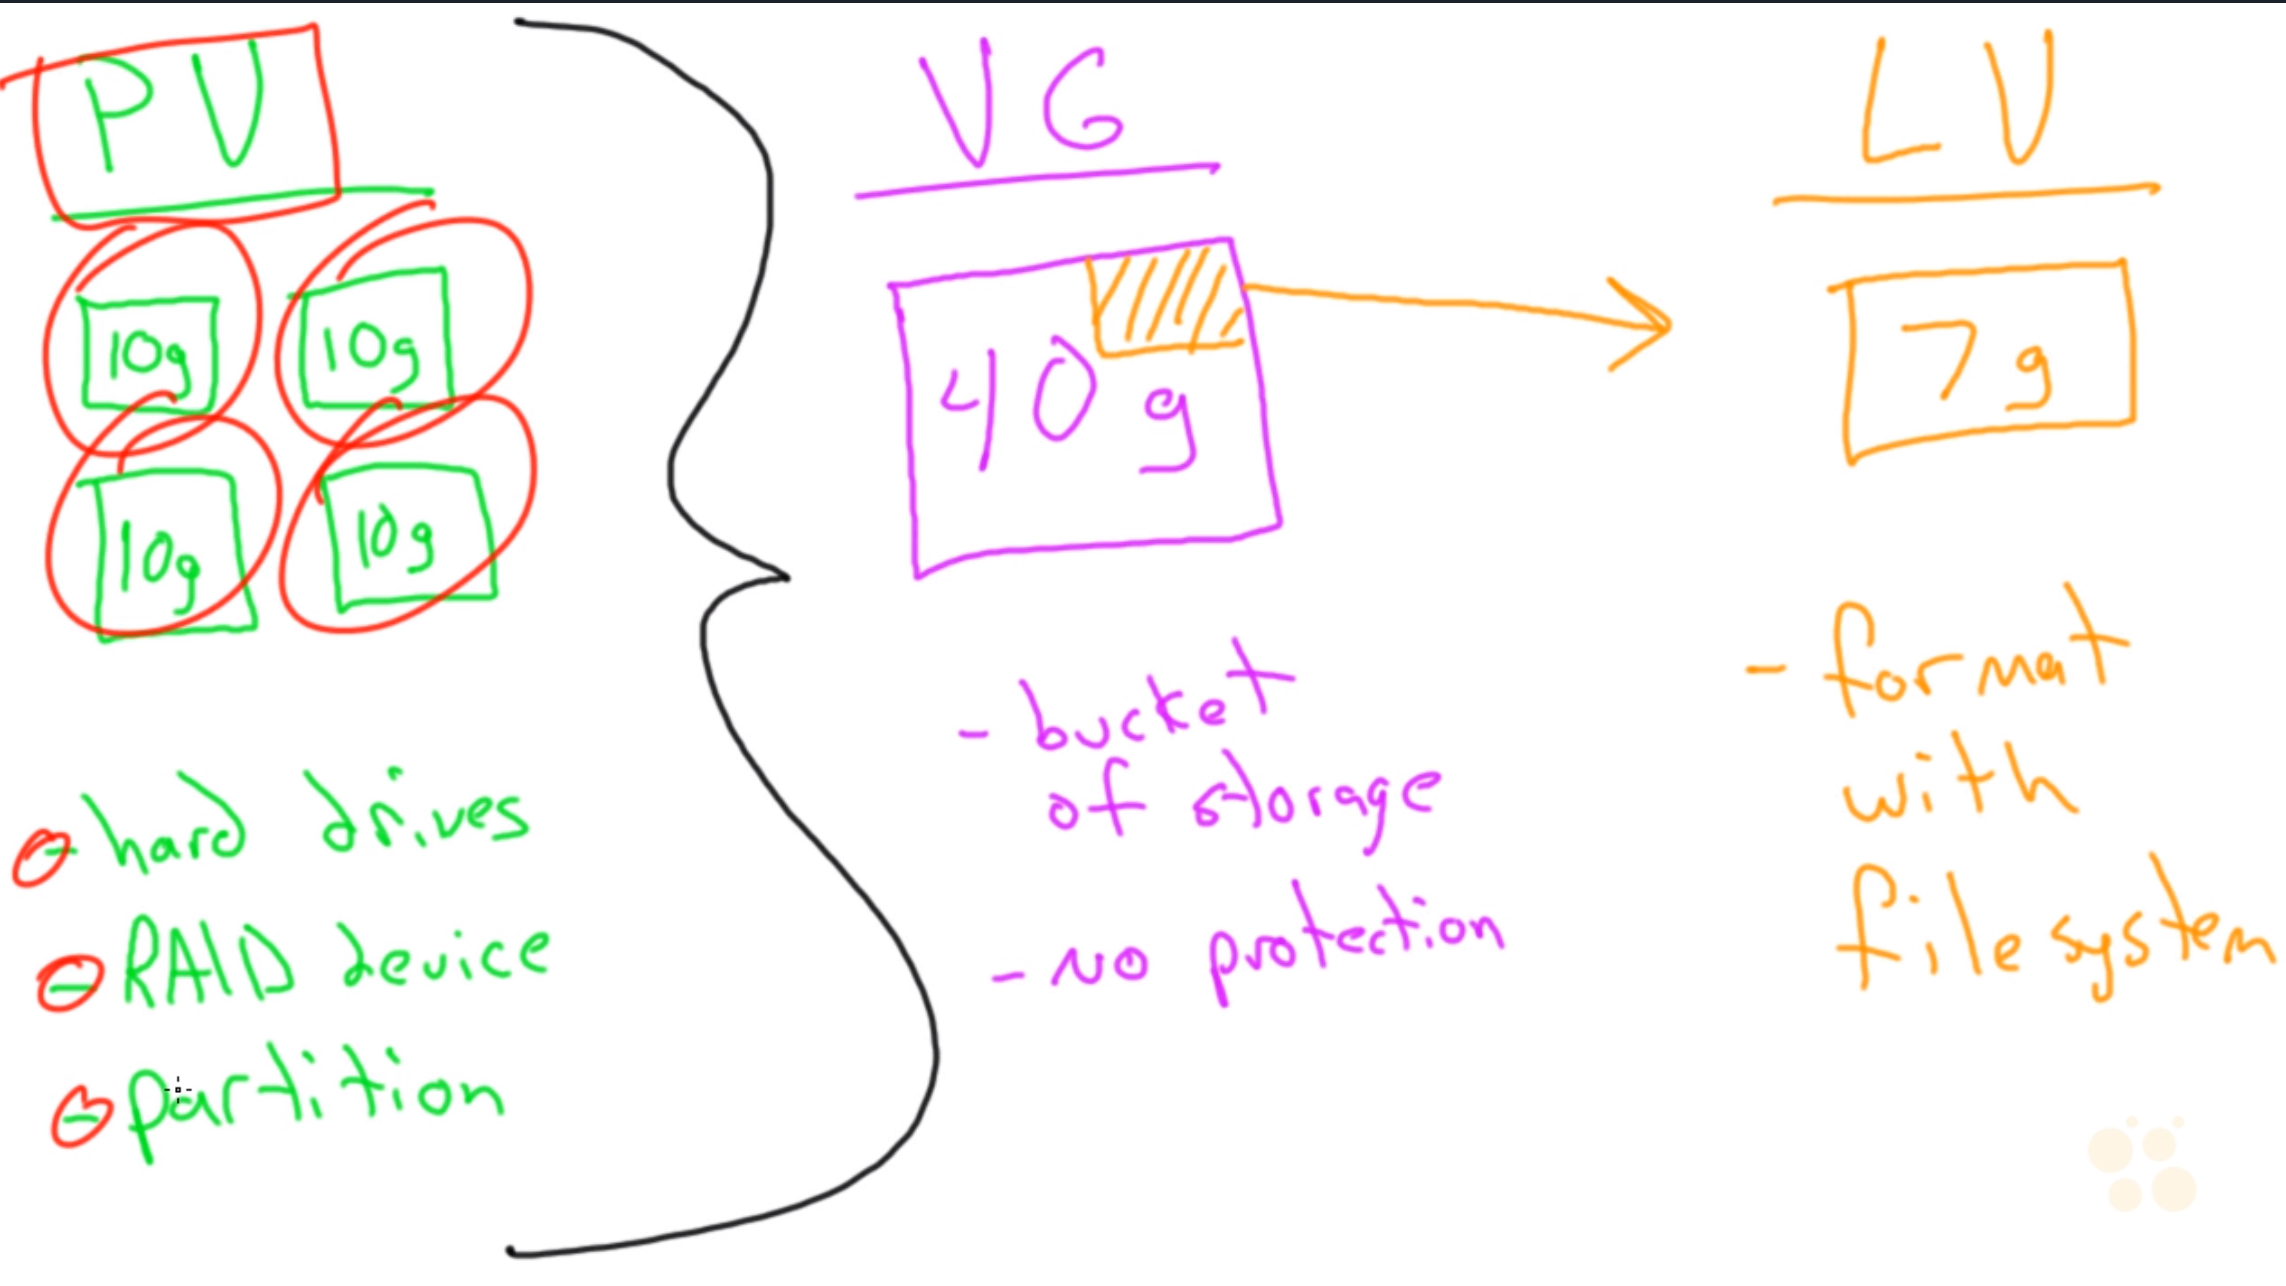 PV
10g 10g
10g 10g
- hard drives
- RAID device
- partition
VG
40g
- bucket
of storage
- no protection
LV
7g
- format
with
filesystem